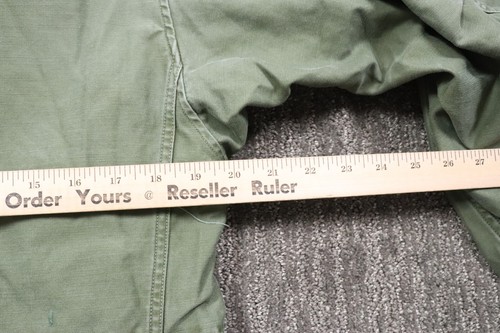 15 16 17 18 19 20 21 22 23 24 25 26 27
Order Yours @ Reseller Ruler